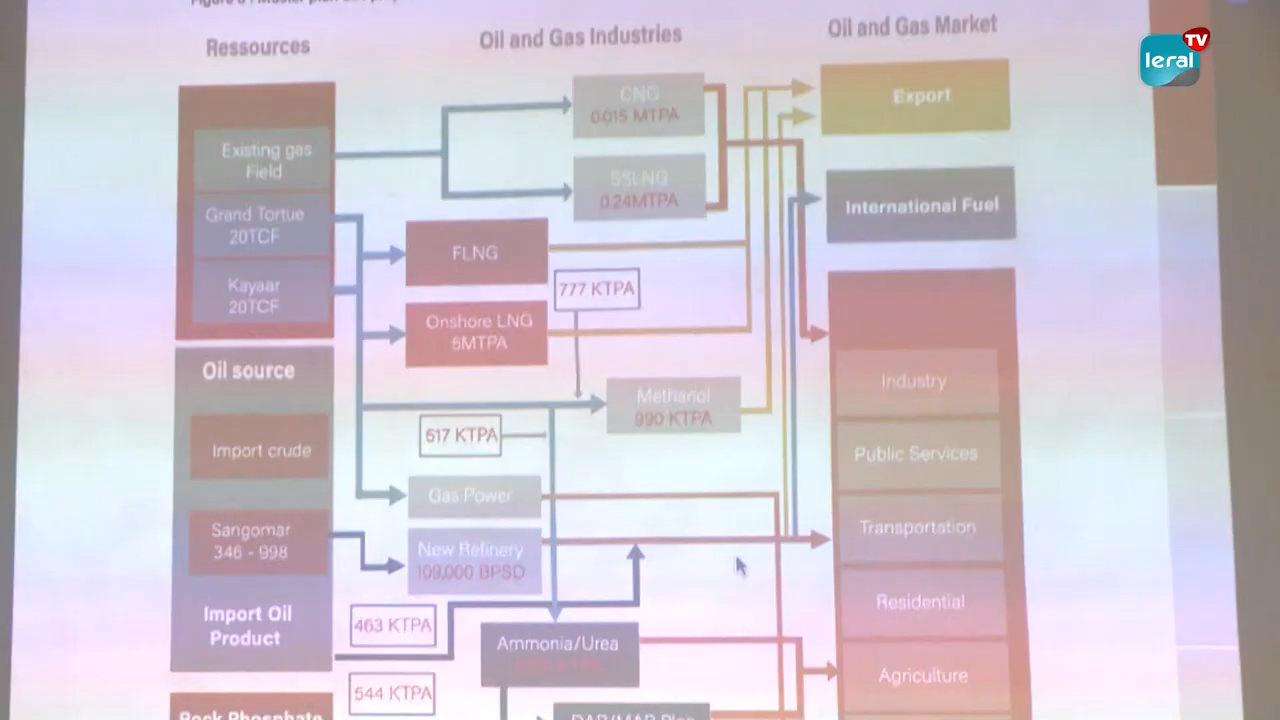 Ressources
Oil and Gas Industries
Oil and Gas Market
leral
TV
Existing gas
Field
Grand Tortue
20TCF
Kayaar
20TCF
CNG
0.015 MTPA
SSLNG
0.24MTPA
Export
International Fuel
FLNG
777 KTPA
Onshore LNG
5MTPA
Oil source
Import crude
Sangomar
346 - 998
Import Oil
Product
Methanol
990 KTPA
517 KTPA
Gas Power
New Refinery
109,000 BPSD
463 KTPA
Ammonia/Urea
544 KTPA
Rock Phosphate
Industry
Public Services
Transportation
Residential
Agriculture